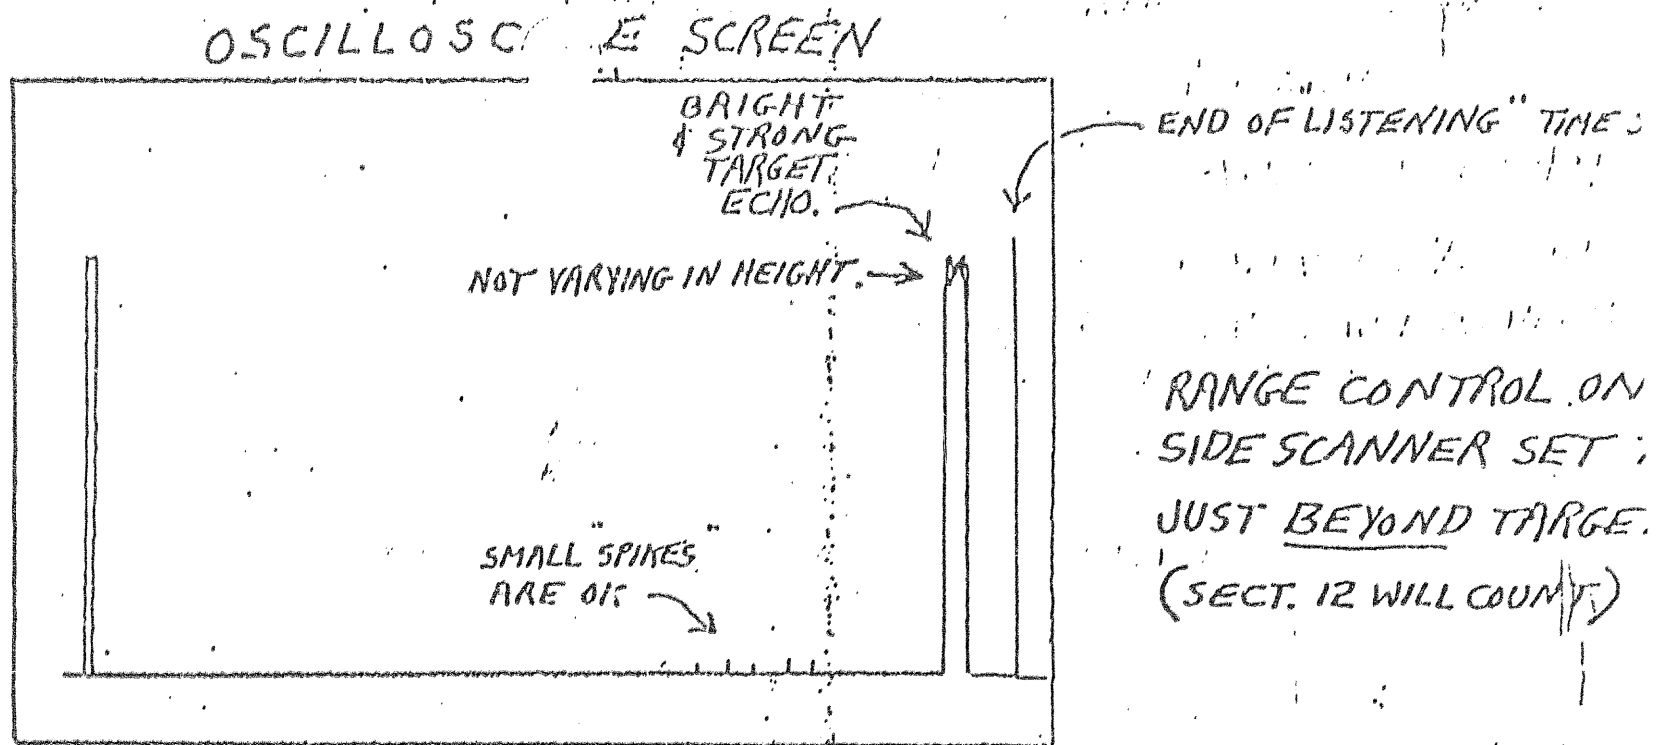 OSCILLOSC E SCREEN
BRIGHT
& STRONG
TARGET
ECHO.
NOT VARYING IN HEIGHT.
SMALL "SPIKES"
ARE OK
END OF "LISTENING" TIME
RANGE CONTROL ON
SIDE SCANNER SET
JUST BEYOND TARGE
(SECT. 12 WILL COUNT)